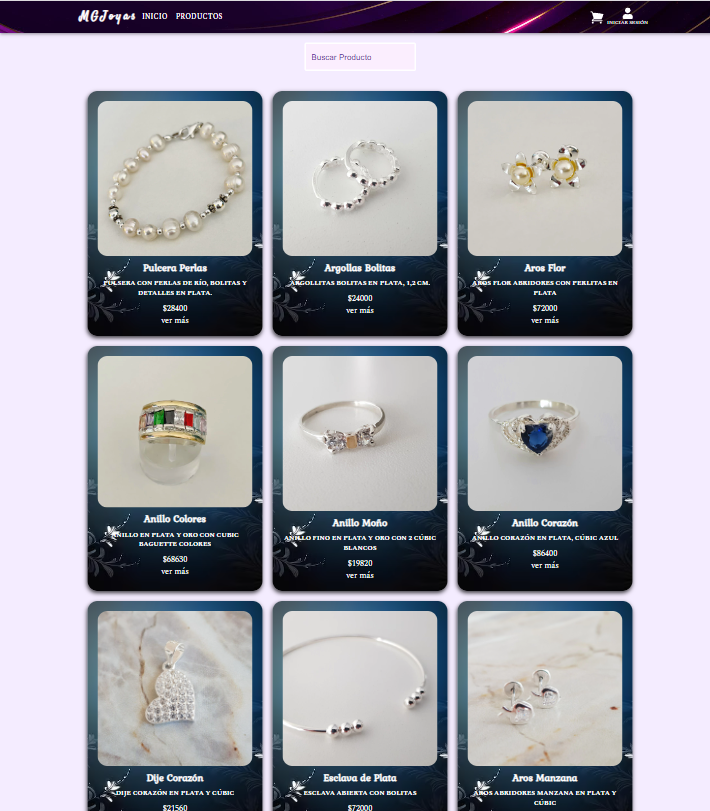 MGJoyas INICIO PRODUCTOS INICIAR SESIÓN
Buscar Producto
Pulcera Perlas
PULSERA CON PERLAS DE RÍO, BOLITAS Y
DETALLES EN PLATA.
$28400
ver más
Argollas Bolitas
ARGOLLITAS BOLITAS EN PLATA, 1,2 CM.
$24000
ver más
Aros Flor
AROS FLOR ABRIDORES CON PERLITAS EN
PLATA
$72000
ver más
Anillo Colores
ANILLO EN PLATA Y ORO CON CUBIC
BAGUETTE COLORES
$68630
ver más
Anillo Moño
ANILLO FINO EN PLATA Y ORO CON 2 CÚBIC
BLANCOS
$19820
ver más
Anillo Corazón
ANILLO CORAZÓN EN PLATA, CÚBIC AZUL
$86400
ver más
Dije Corazón
DIJE CORAZÓN EN PLATA Y CÚBIC
$21560
Esclava de Plata
ESCLAVA ABIERTA CON BOLITAS
$72000
Aros Manzana
AROS ABRIDORES MANZANA EN PLATA Y
CÚBIC